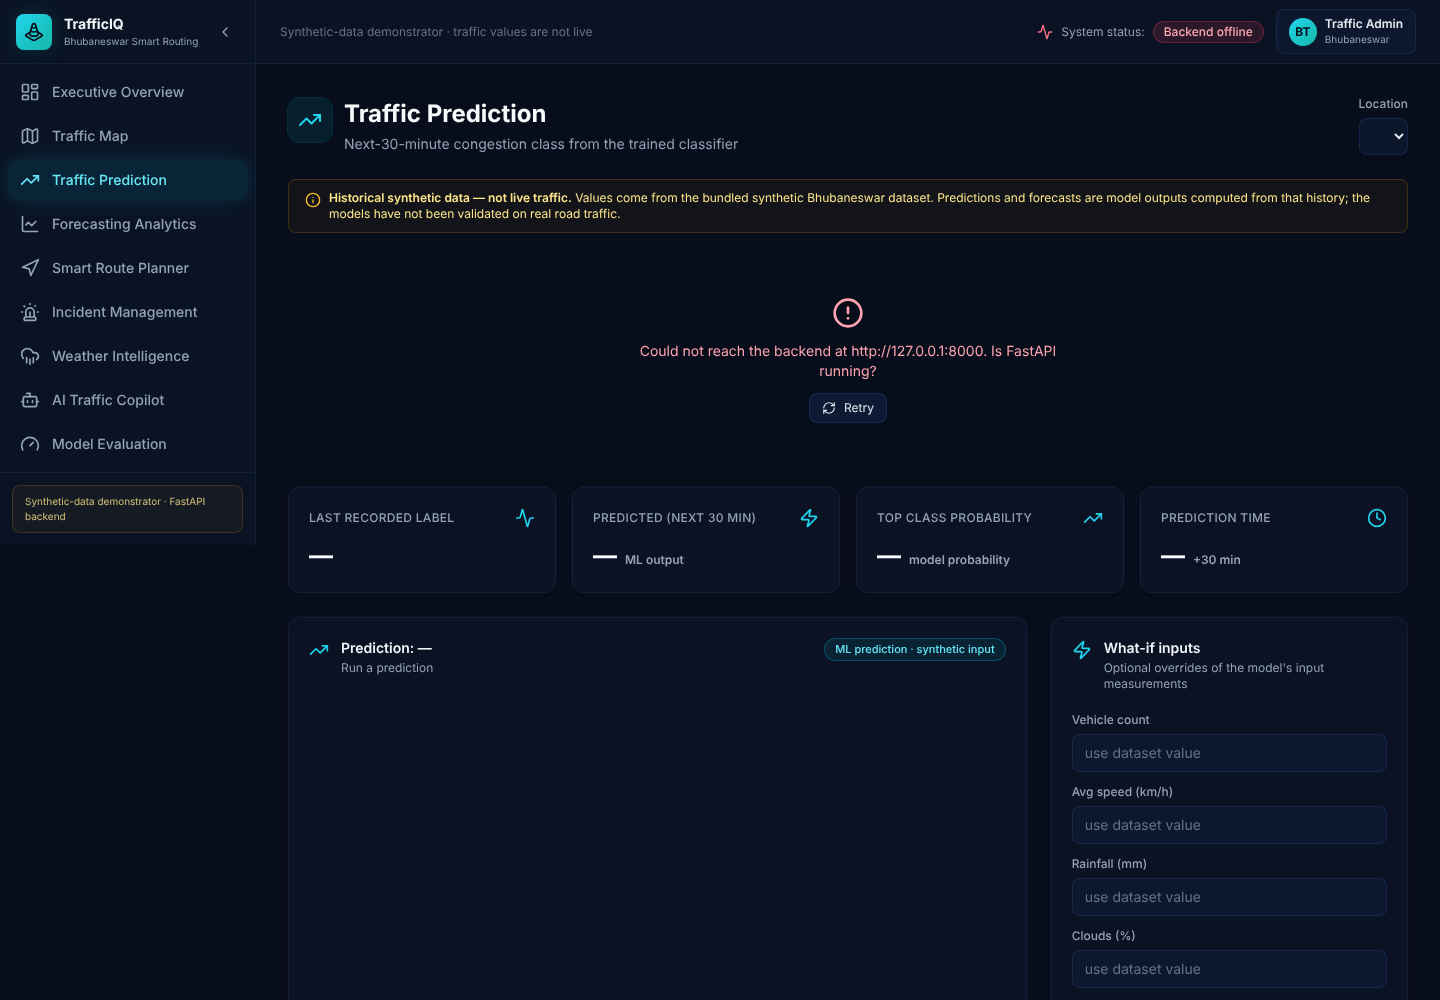 TrafficIQ
Bhubaneswar Smart Routing
Synthetic-data demonstrator · traffic values are not live
System status:
Backend offline
BT
Traffic Admin
Bhubaneswar
Executive Overview
Traffic Map
Traffic Prediction
Forecasting Analytics
Smart Route Planner
Incident Management
Weather Intelligence
AI Traffic Copilot
Model Evaluation
Synthetic-data demonstrator · FastAPI
backend
Traffic Prediction
Next-30-minute congestion class from the trained classifier
Location
Historical synthetic data — not live traffic. Values come from the bundled synthetic Bhubaneswar dataset. Predictions and forecasts are model outputs computed from that history; the
models have not been validated on real road traffic.
Could not reach the backend at http://127.0.0.1:8000. Is FastAPI
running?
Retry
LAST RECORDED LABEL
—
PREDICTED (NEXT 30 MIN)
— ML output
TOP CLASS PROBABILITY
— model probability
PREDICTION TIME
— +30 min
Prediction: —
Run a prediction
ML prediction · synthetic input
What-if inputs
Optional overrides of the model's input
measurements
Vehicle count
use dataset value
Avg speed (km/h)
use dataset value
Rainfall (mm)
use dataset value
Clouds (%)
use dataset value